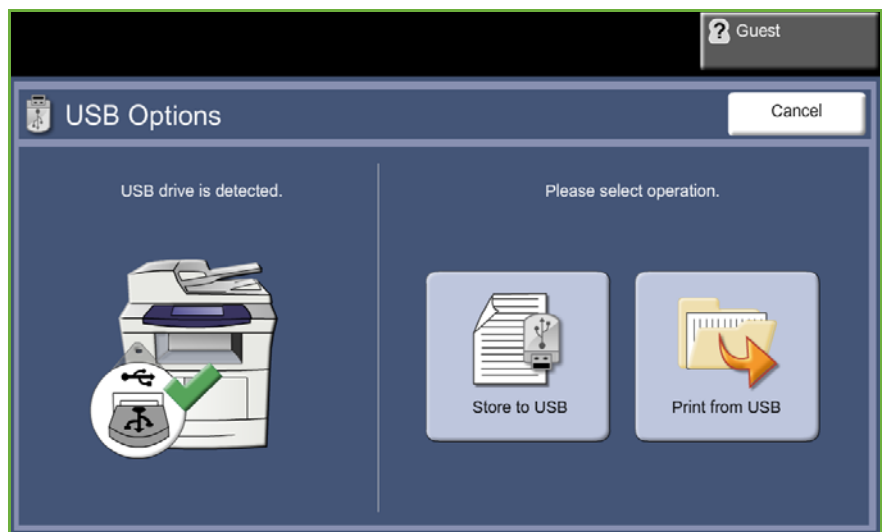 Guest
USB Options
Cancel
USB drive is detected.
Please select operation.
Store to USB
Print from USB